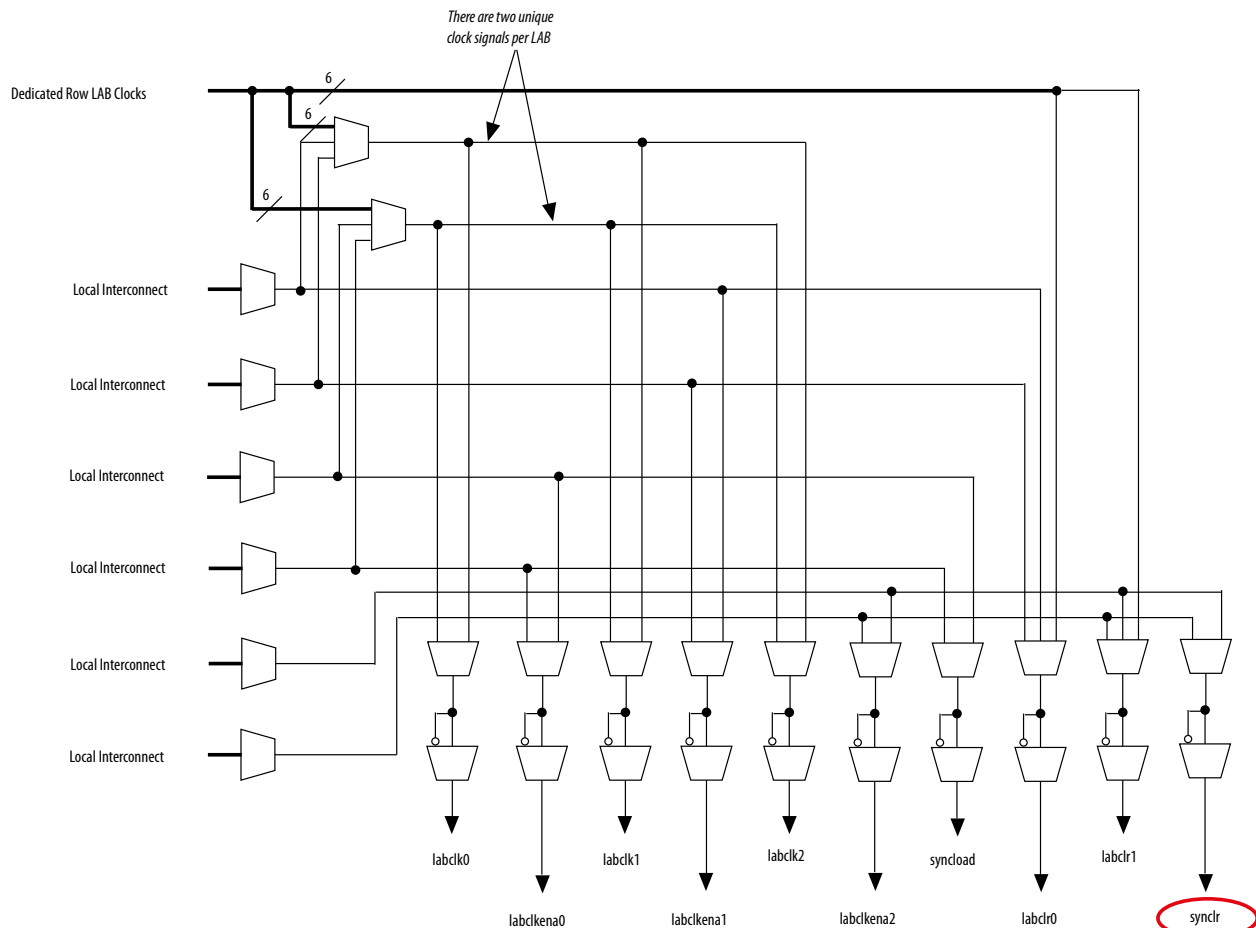 There are two unique
clock signals per LAB
Dedicated Row LAB Clocks
6
6
6
Local Interconnect
Local Interconnect
Local Interconnect
Local Interconnect
Local Interconnect
Local Interconnect
labclk0
labclk1
labclk2
syncload
labclr1
labclkena0
labclkena1
labclkena2
labclr0
synclr